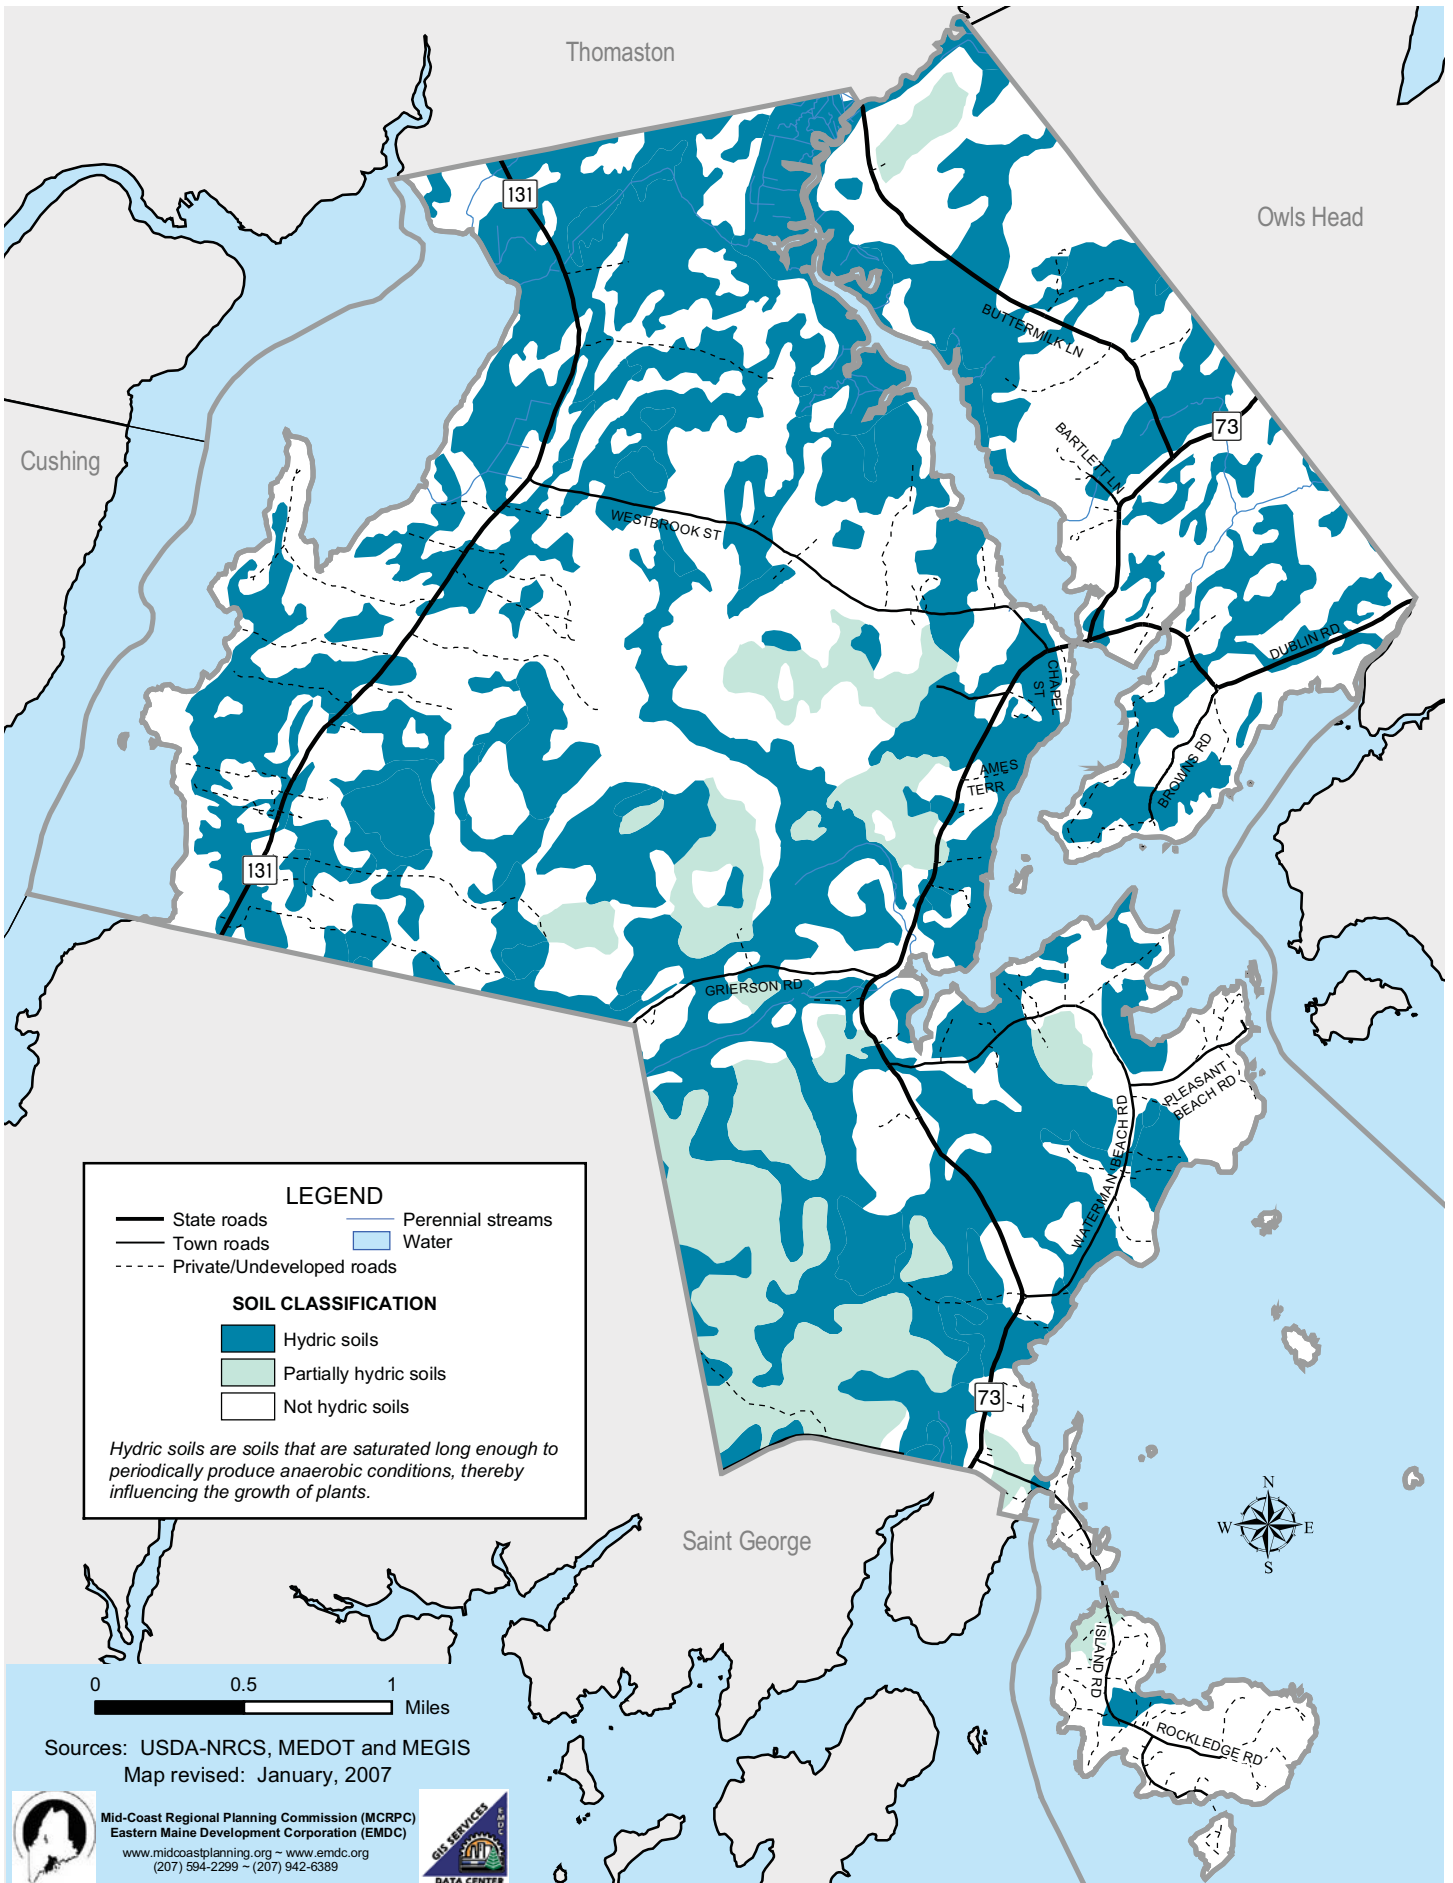 Thomaston
Owls Head
Cushing
Saint George
131
131
73
73
BUTTERMILK LN
BARTLETT LN
WESTBROOK ST
DUBLIN RD
CHAPEL
ST
BROWNS RD
AMES
TERR
GRIERSON RD
PLEASANT
BEACH RD
WATERMAN BEACH RD
ISLAND RD
ROCKLEDGE RD
N
W E
S
LEGEND
State roads
Perennial streams
Town roads
Water
Private/Undeveloped roads
SOIL CLASSIFICATION
Hydric soils
Partially hydric soils
Not hydric soils
Hydric soils are soils that are saturated long enough to
periodically produce anaerobic conditions, thereby
influencing the growth of plants.
0 0.5 1
Miles
Sources: USDA-NRCS, MEDOT and MEGIS
Map revised: January, 2007
Mid-Coast Regional Planning Commission (MCRPC)
Eastern Maine Development Corporation (EMDC)
www.midcoastplanning.org ~ www.emdc.org
(207) 594-2299 ~ (207) 942-6389
GIS SERVICES
EMDC
DATA CENTER